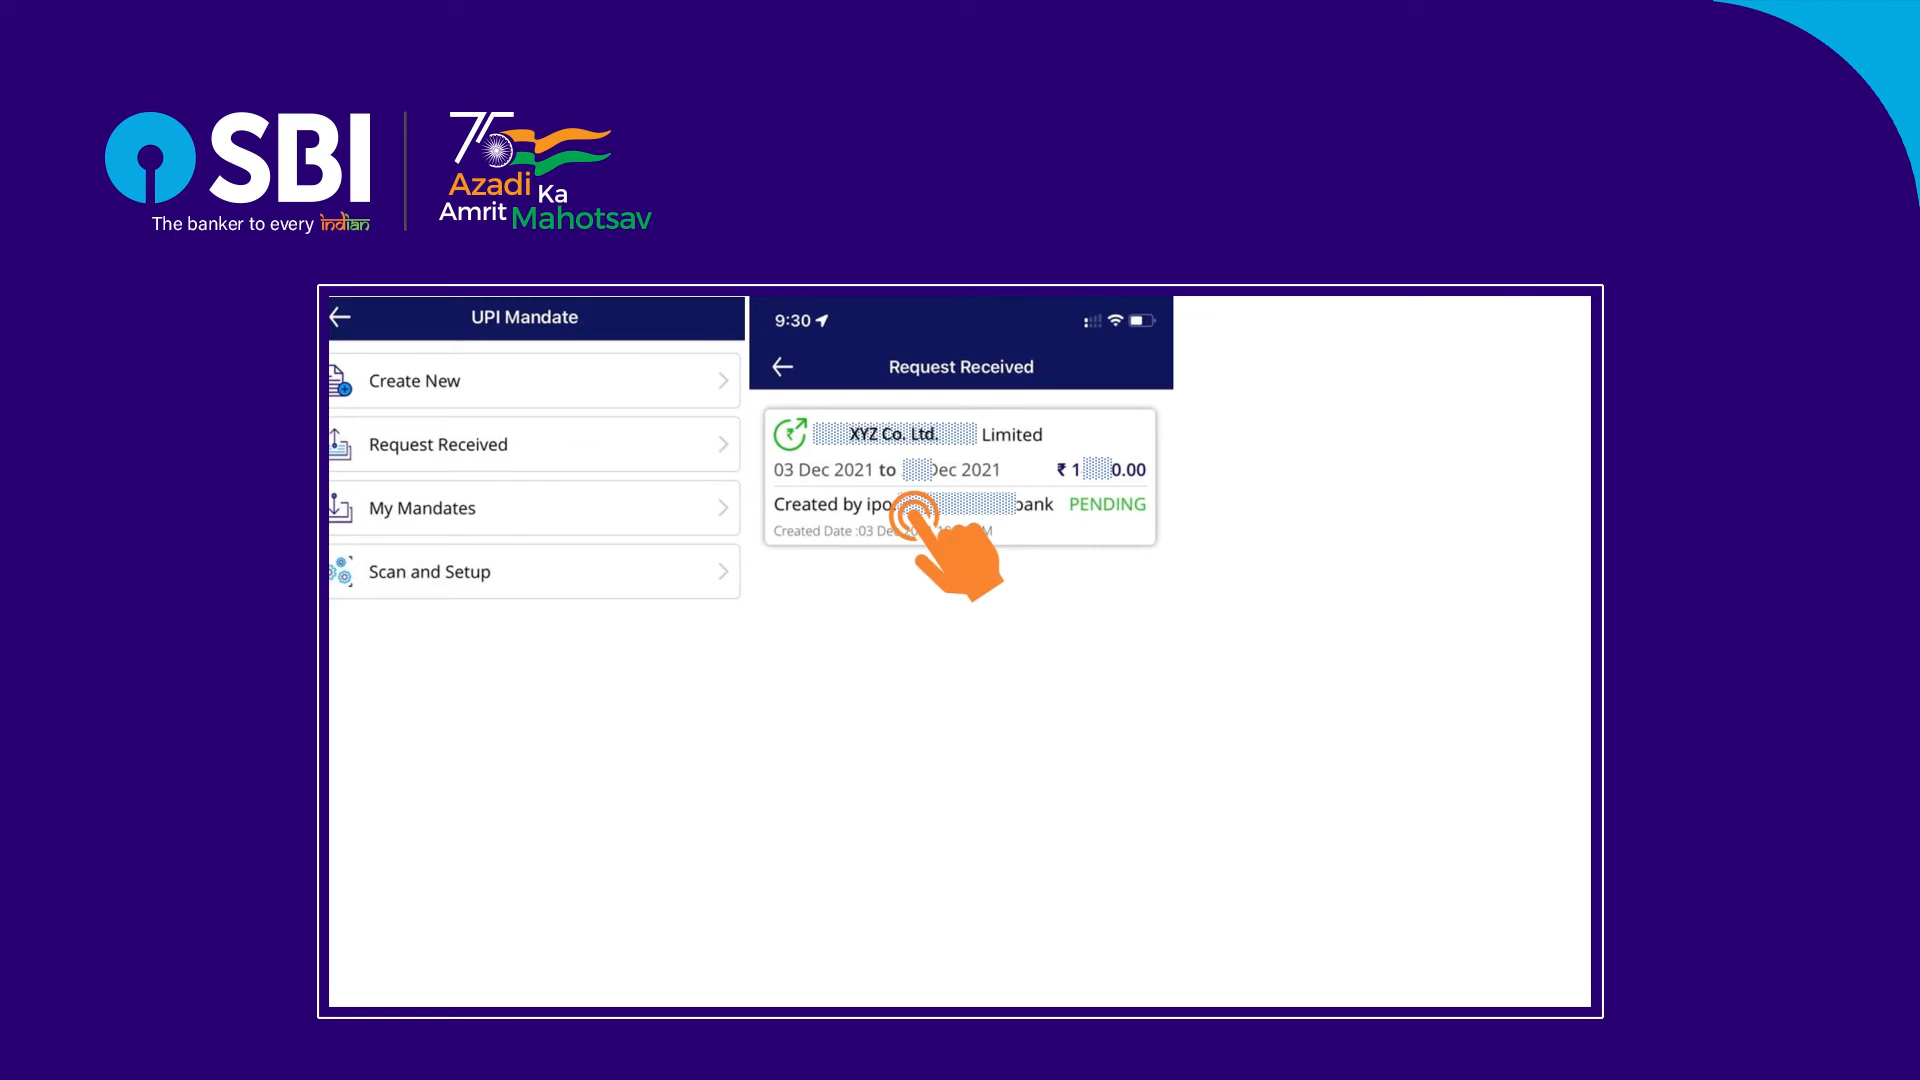 SBI
The banker to every indian
75
Azadi Ka
Amrit Mahotsav
UPI Mandate
Create New
Request Received
My Mandates
Scan and Setup
9:30
Request Received
XYZ Co. Ltd. Limited
03 Dec 2021 to Dec 2021 ₹ 1 0.00
Created by ipo. bank PENDING
Created Date :03 Dec